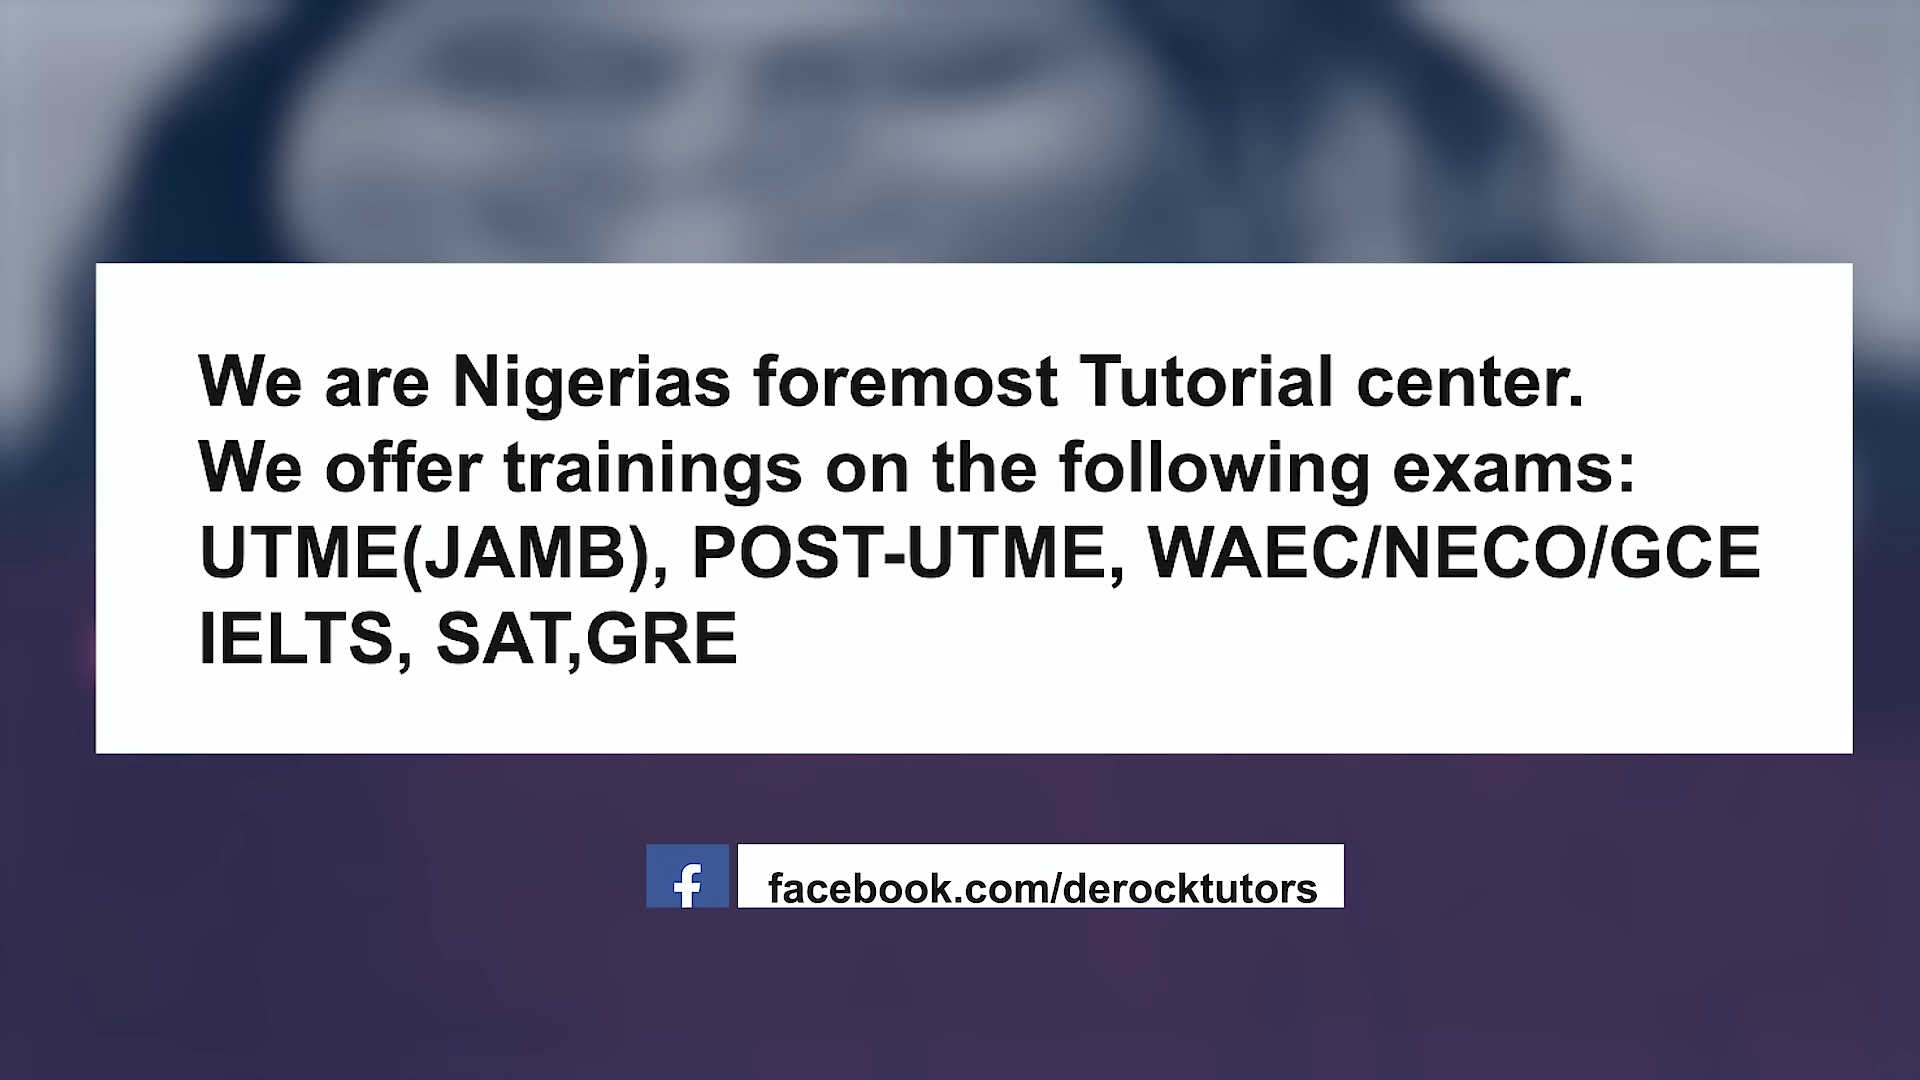 We are Nigerias foremost Tutorial center.
We offer trainings on the following exams:
UTME(JAMB), POST-UTME, WAEC/NECO/GCE
IELTS, SAT,GRE
facebook.com/derocktutors